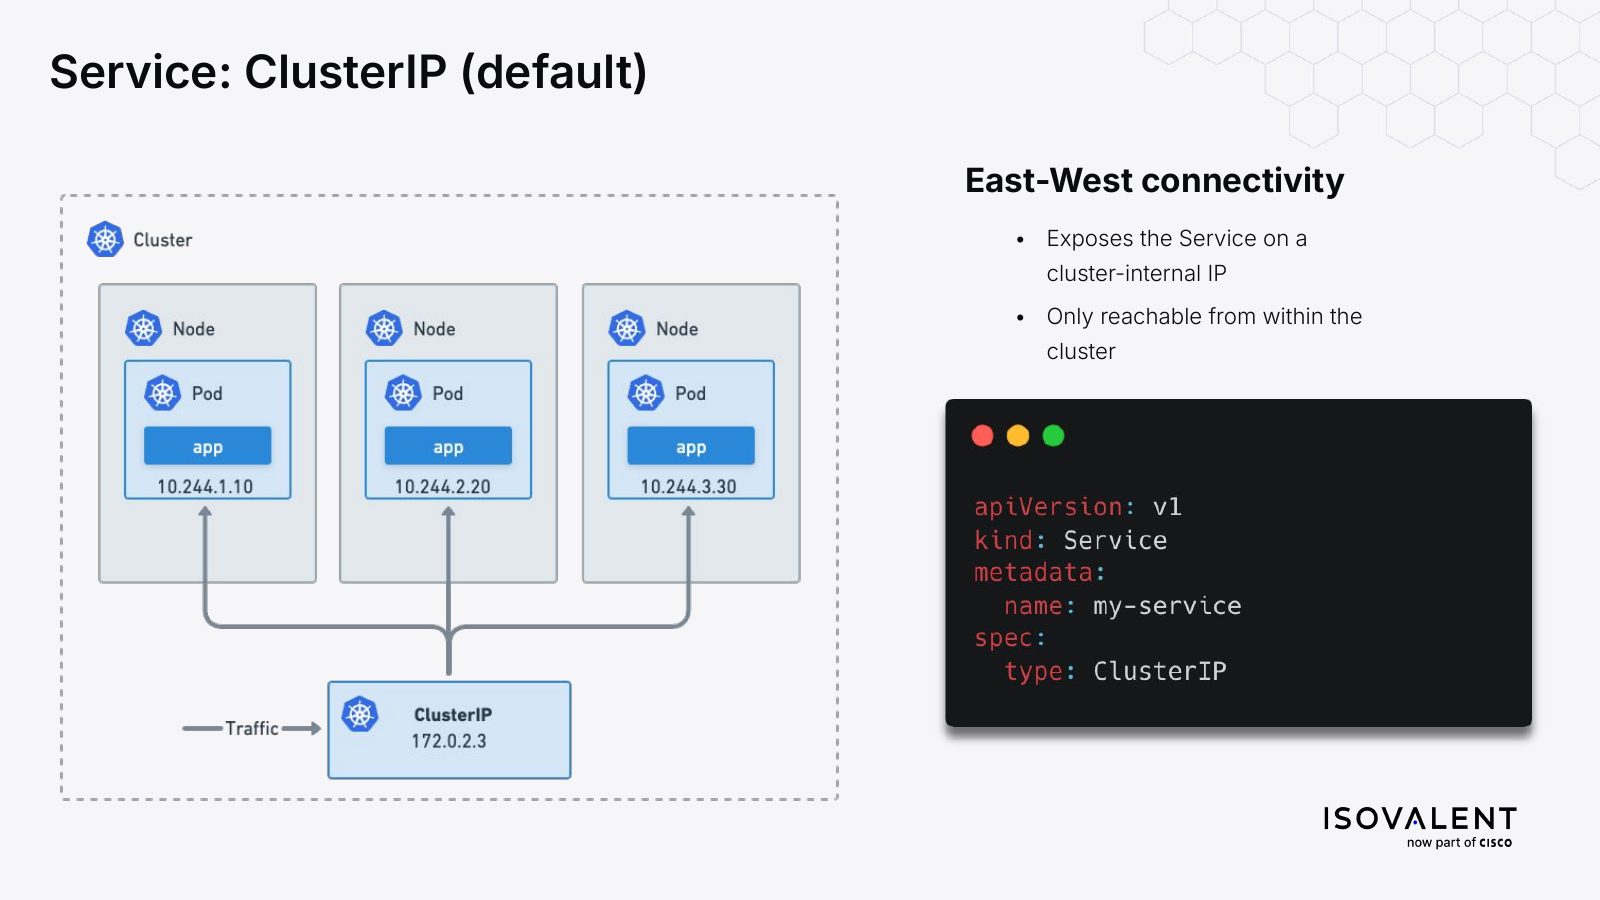 Service: ClusterIP (default)
Cluster
Node
Pod
app
10.244.1.10
Node
Pod
app
10.244.2.20
Node
Pod
app
10.244.3.30
Traffic
ClusterIP
172.0.2.3
East-West connectivity
• Exposes the Service on a
cluster-internal IP
• Only reachable from within the
cluster
apiVersion: v1
kind: Service
metadata:
  name: my-service
spec:
  type: ClusterIP
ISOVALENT
now part of CISCO